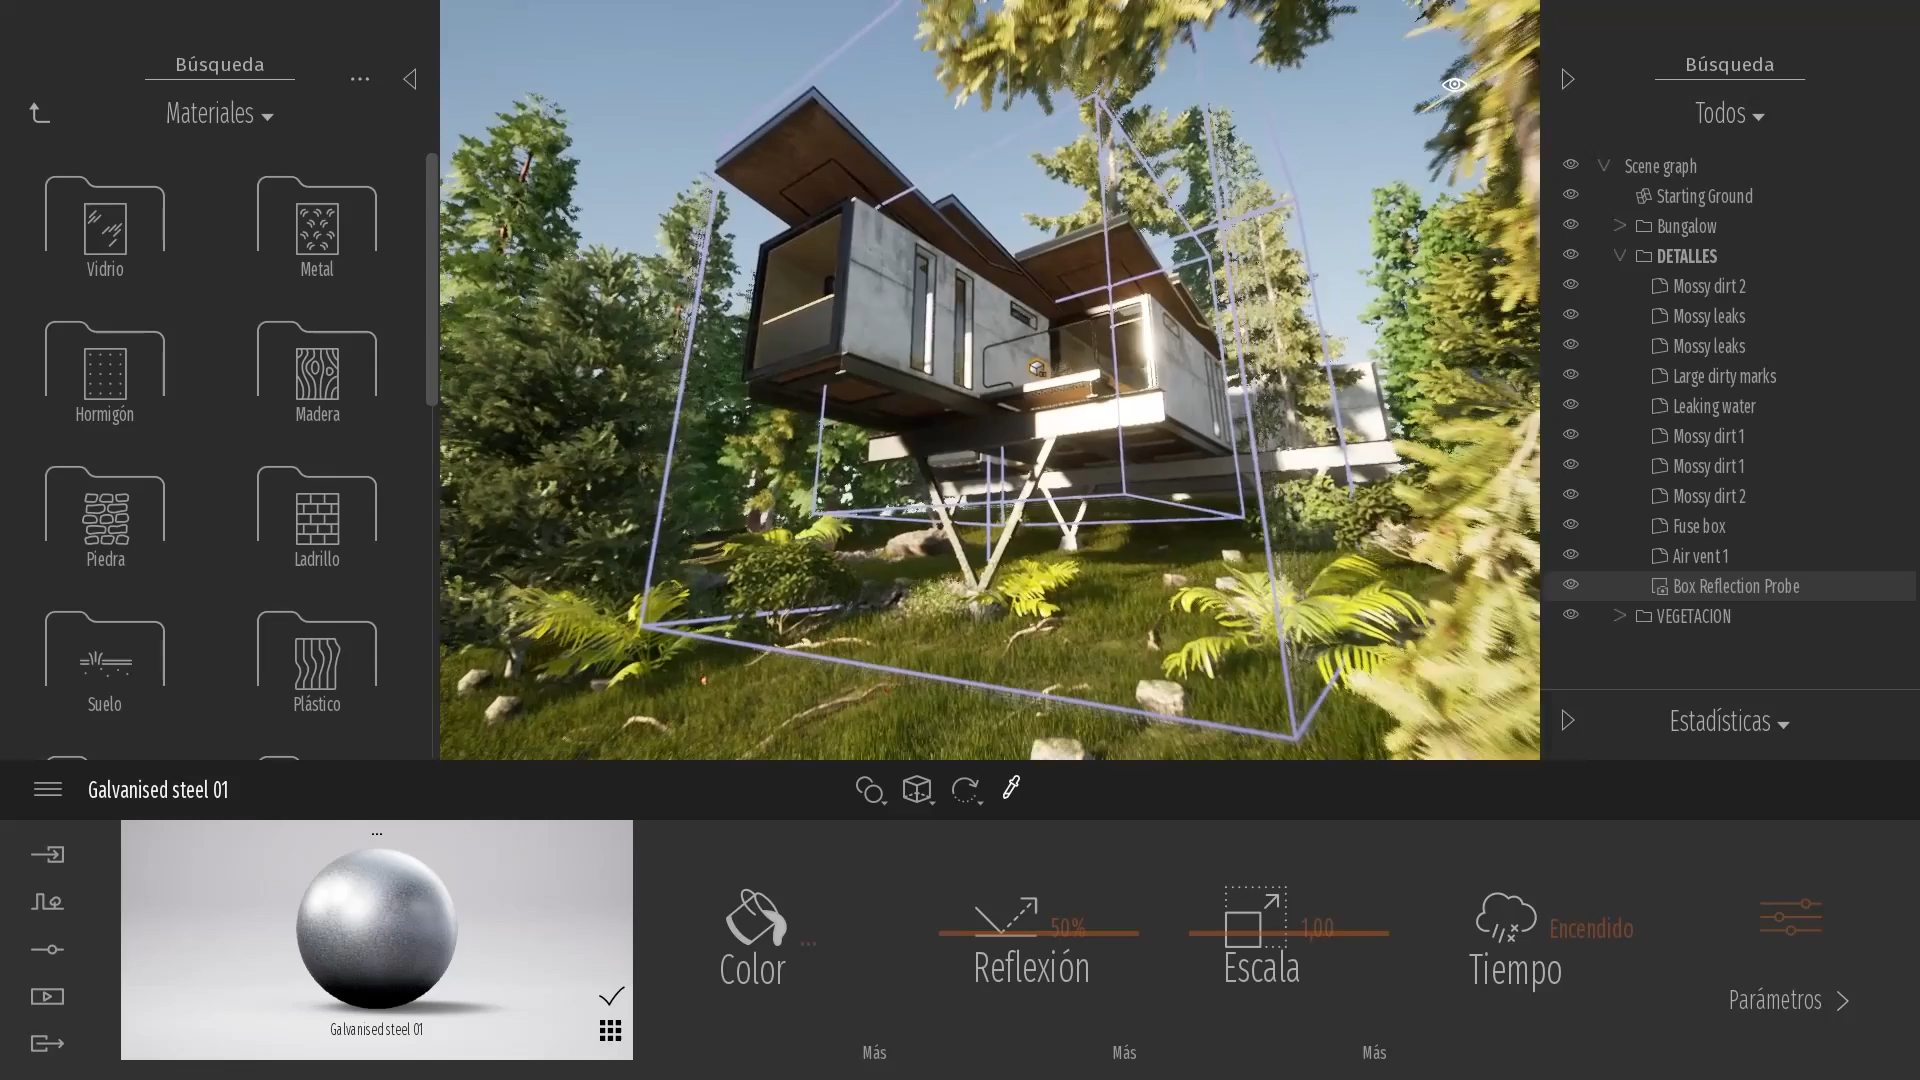 Búsqueda
...
Materiales
Vidrio
Metal
Hormigón
Madera
Piedra
Ladrillo
Suelo
Plástico
Búsqueda
Todos
Scene graph
Starting Ground
Bungalow
DETALLES
Mossy dirt 2
Mossy leaks
Mossy leaks
Large dirty marks
Leaking water
Mossy dirt 1
Mossy dirt 1
Mossy dirt 2
Fuse box
Air vent 1
Box Reflection Probe
VEGETACION
Estadísticas
Galvanised steel 01
...
Galvanised steel 01
...
Color
50%
Reflexión
1,00
Escala
Encendido
Tiempo
Parámetros
Más
Más
Más